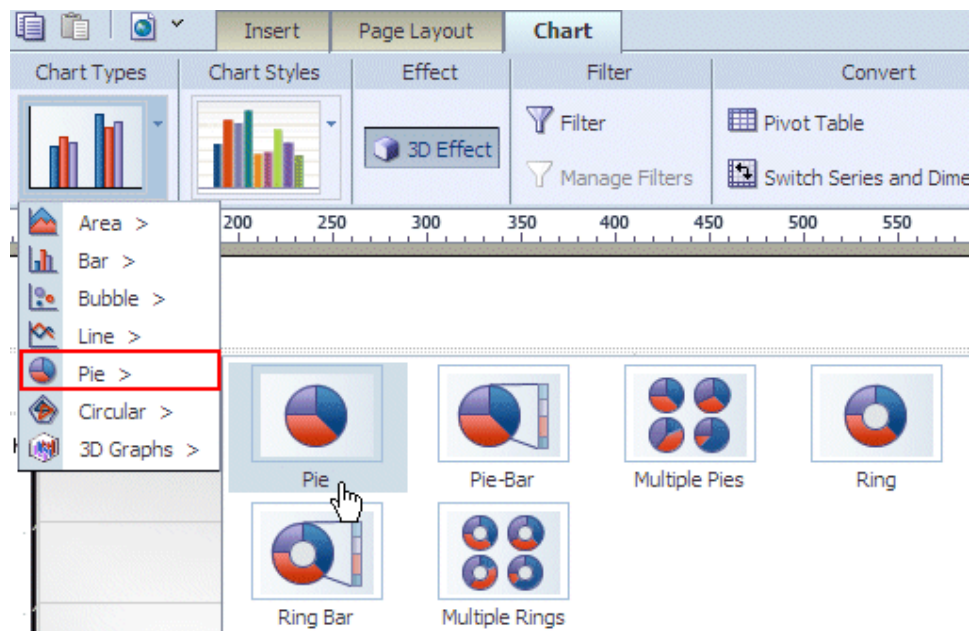 Insert Page Layout Chart
Chart Types Chart Styles Effect Filter Convert
Filter Pivot Table
3D Effect
Manage Filters Switch Series and Dime
200 250 300 350 400 450 500 550
Area >
Bar >
Bubble >
Line >
Pie >
Circular >
3D Graphs >
Pie Pie-Bar Multiple Pies Ring
Ring Bar Multiple Rings